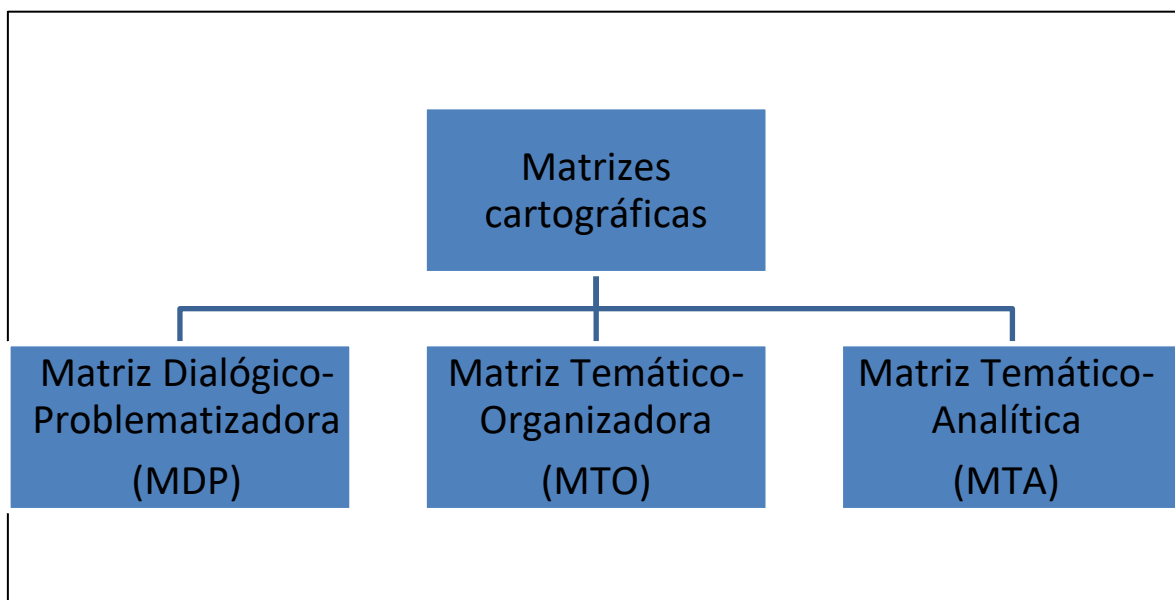 Matrizes
cartográficas
Matriz Dialógico-
Problematizadora
(MDP)
Matriz Temático-
Organizadora
(MTO)
Matriz Temático-
Analítica
(MTA)